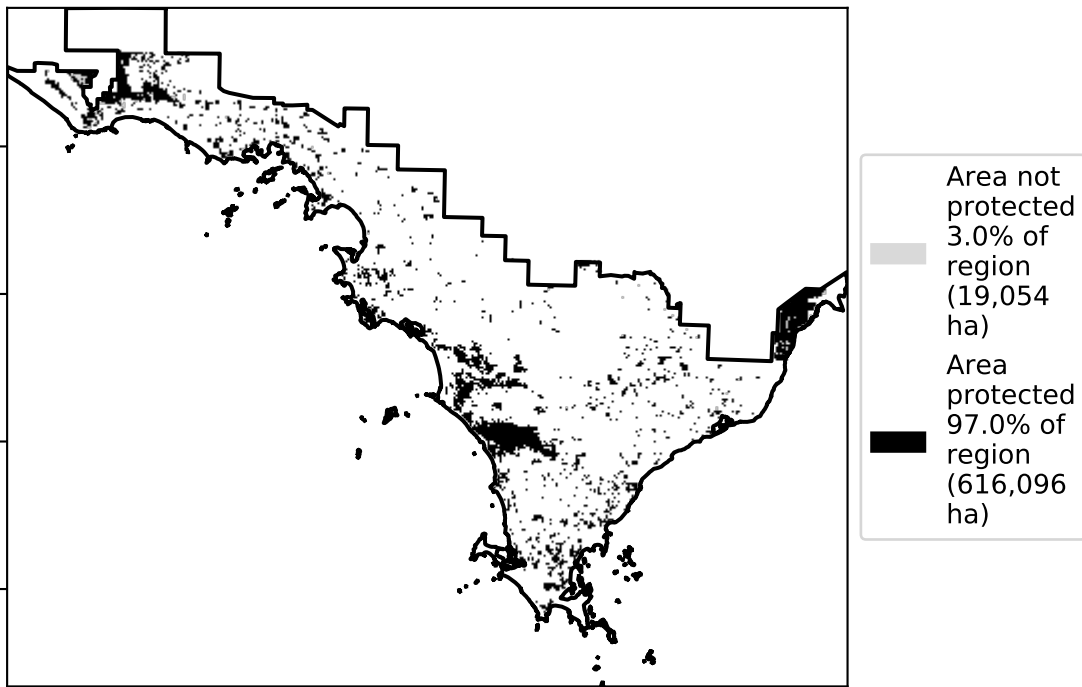 Area not
protected
3.0% of
region
(19,054
ha)
Area
protected
97.0% of
region
(616,096
ha)